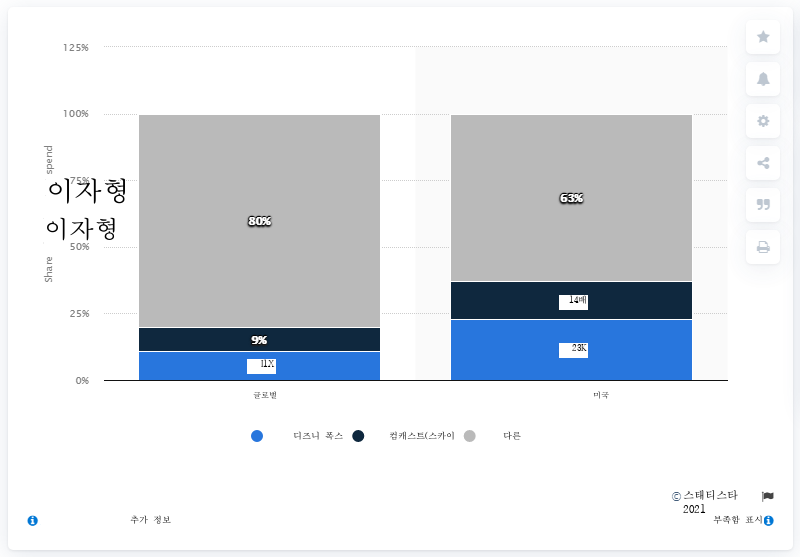 125%
100%
spend
75%
이자형
이자형
50%
Share
25%
0%
80%
9%
11X
63%
14배
23K
글로벌
미국
디즈니 폭스
컴캐스트(스카이
다른
© 스태티스타
2021
추가 정보
부족함 표시